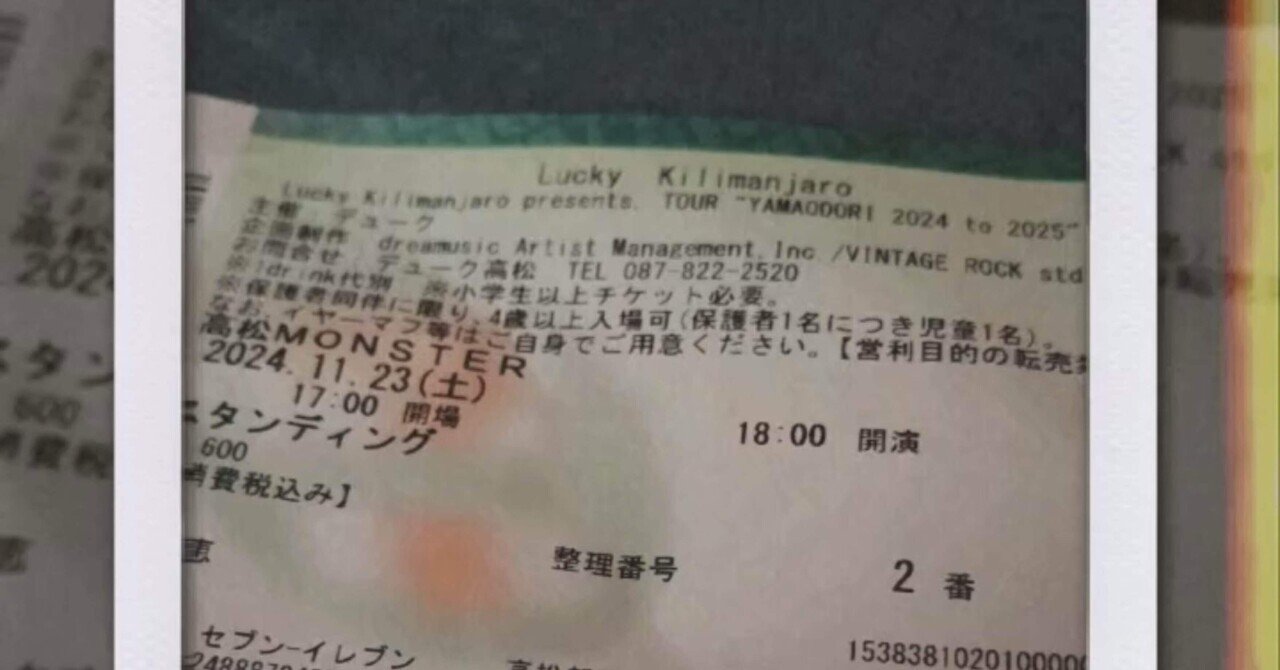 Lucky Kilimanjaro
Lucky Kilimanjaro presents. TOUR "YAMAODORI 2024 to 2025"
主催 デューク
企画制作 dreamusic Artist Management,Inc /VINTAGE ROCK std
お問合せ デューク高松 TEL 087-822-2520
※1drink代別 ※小学生以上チケット必要。
※保護者同伴に限り、4歳以上入場可(保護者1名につき児童1名)。
なお、イヤーマフ等はご自身でご用意ください。【営利目的の転売
高松MONSTER
2024.11.23(土)
17:00 開場 18:00 開演
スタンディング
600
消費税込み】
恵
整理番号 2 番
セブン-イレブン
153838102010000